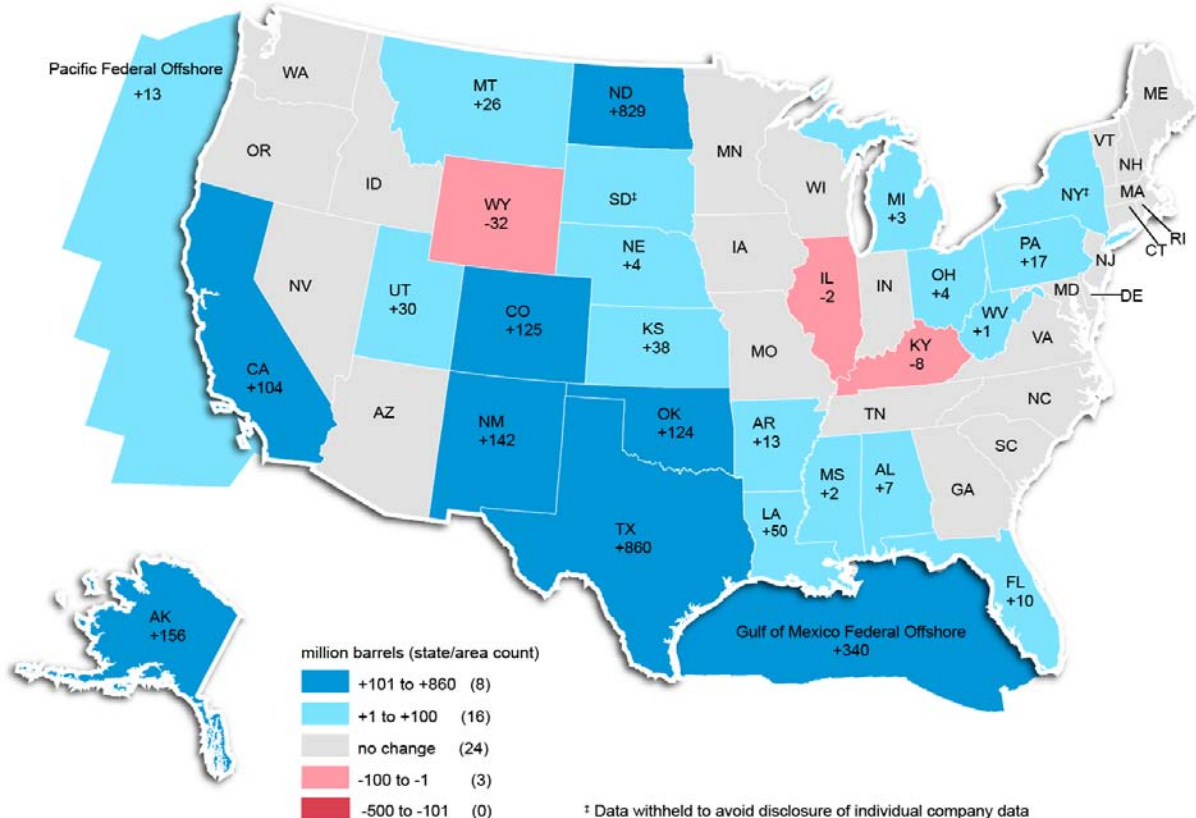 Pacific Federal Offshore
+13
WA
OR
ID
MT
+26
ND
+829
MN
WI
MI
+3
ME
VT
NH
MA
RI
CT
NY‡
NJ
DE
MD
PA
+17
WY
-32
SD‡
NE
+4
IA
IL
-2
IN
OH
+4
WV
+1
VA
KY
-8
NV
UT
+30
CO
+125
KS
+38
MO
CA
+104
AZ
NM
+142
OK
+124
AR
+13
TN
NC
SC
GA
AL
+7
MS
+2
LA
+50
TX
+860
FL
+10
AK
+156
Gulf of Mexico Federal Offshore
+340
million barrels (state/area count)
+101 to +860 (8)
+1 to +100 (16)
no change (24)
-100 to -1 (3)
-500 to -101 (0)
‡ Data withheld to avoid disclosure of individual company data